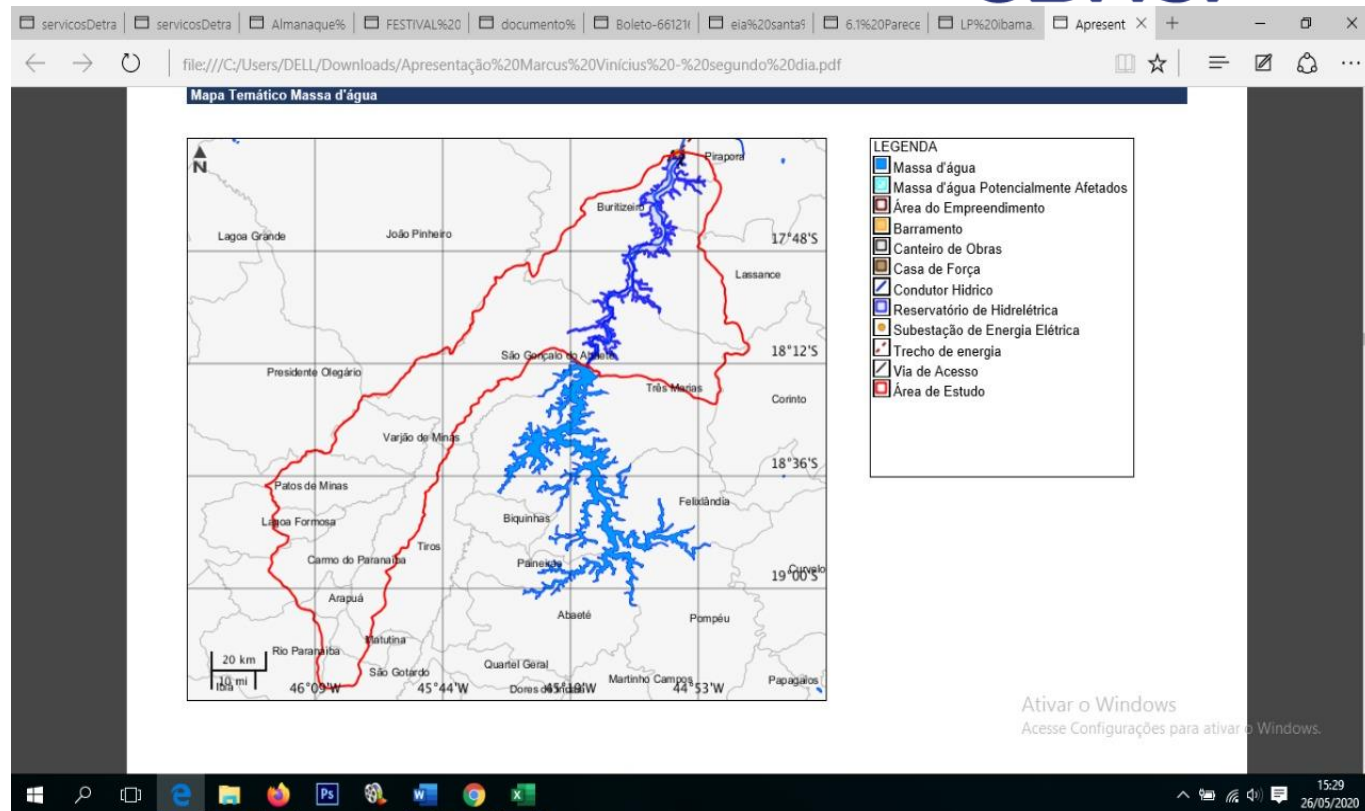 servicosDetra
servicosDetra
Almanaque%
FESTIVAL%20
documento%
Boleto-66121
eia%20santa
6.1%20Parece
LP%20ibama.
Apresent
file:///C:/Users/DELL/Downloads/Apresentação%20Marcus%20Vinícius%20-%20segundo%20dia.pdf
Mapa Temático Massa d'água
N
Pirapora
Buritizeiro
Lagoa Grande
João Pinheiro
17°48'S
Lassance
São Gonçalo do Abaeté
18°12'S
Presidente Olegário
Três Marias
Corinto
Varjão de Minas
18°36'S
Patos de Minas
Felixlândia
Lagoa Formosa
Biquinhas
Tiros
Carmo do Paranaíba
Paineiras
19°00'S
Curvelo
Arapuá
Abaeté
Pompéu
Matutina
Rio Paranaíba
20 km
São Gotardo
Quartel Geral
Martinho Campos
Papagaios
10 mi
Ibiá
46°09'W
45°44'W
Dores do Indaiá
45°19'W
44°53'W
LEGENDA
Massa d'água
Massa d'água Potencialmente Afetados
Área do Empreendimento
Barramento
Canteiro de Obras
Casa de Força
Condutor Hídrico
Reservatório de Hidrelétrica
Subestação de Energia Elétrica
Trecho de energia
Via de Acesso
Área de Estudo
Ativar o Windows
Acesse Configurações para ativar o Windows.
Ps
15:29
26/05/2020